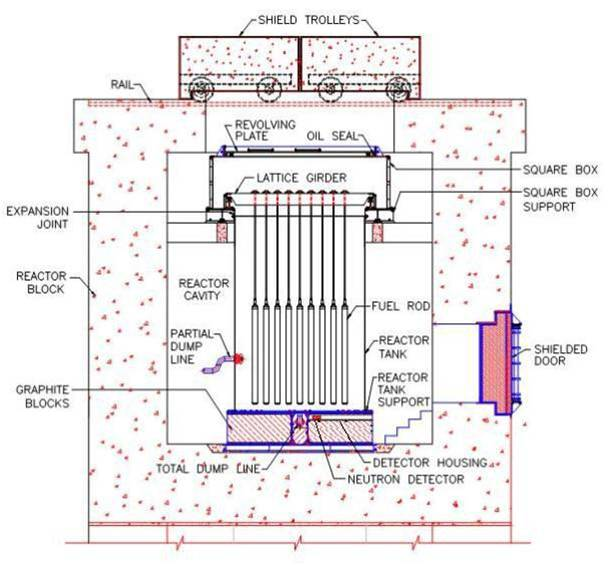 SHIELD TROLLEYS
RAIL
REVOLVING
PLATE
OIL SEAL
SQUARE BOX
LATTICE GIRDER
SQUARE BOX
SUPPORT
EXPANSION
JOINT
REACTOR
BLOCK
REACTOR
CAVITY
FUEL ROD
PARTIAL
DUMP
LINE
REACTOR
TANK
SHIELDED
DOOR
GRAPHITE
BLOCKS
REACTOR
TANK
SUPPORT
TOTAL DUMP LINE
DETECTOR HOUSING
NEUTRON DETECTOR